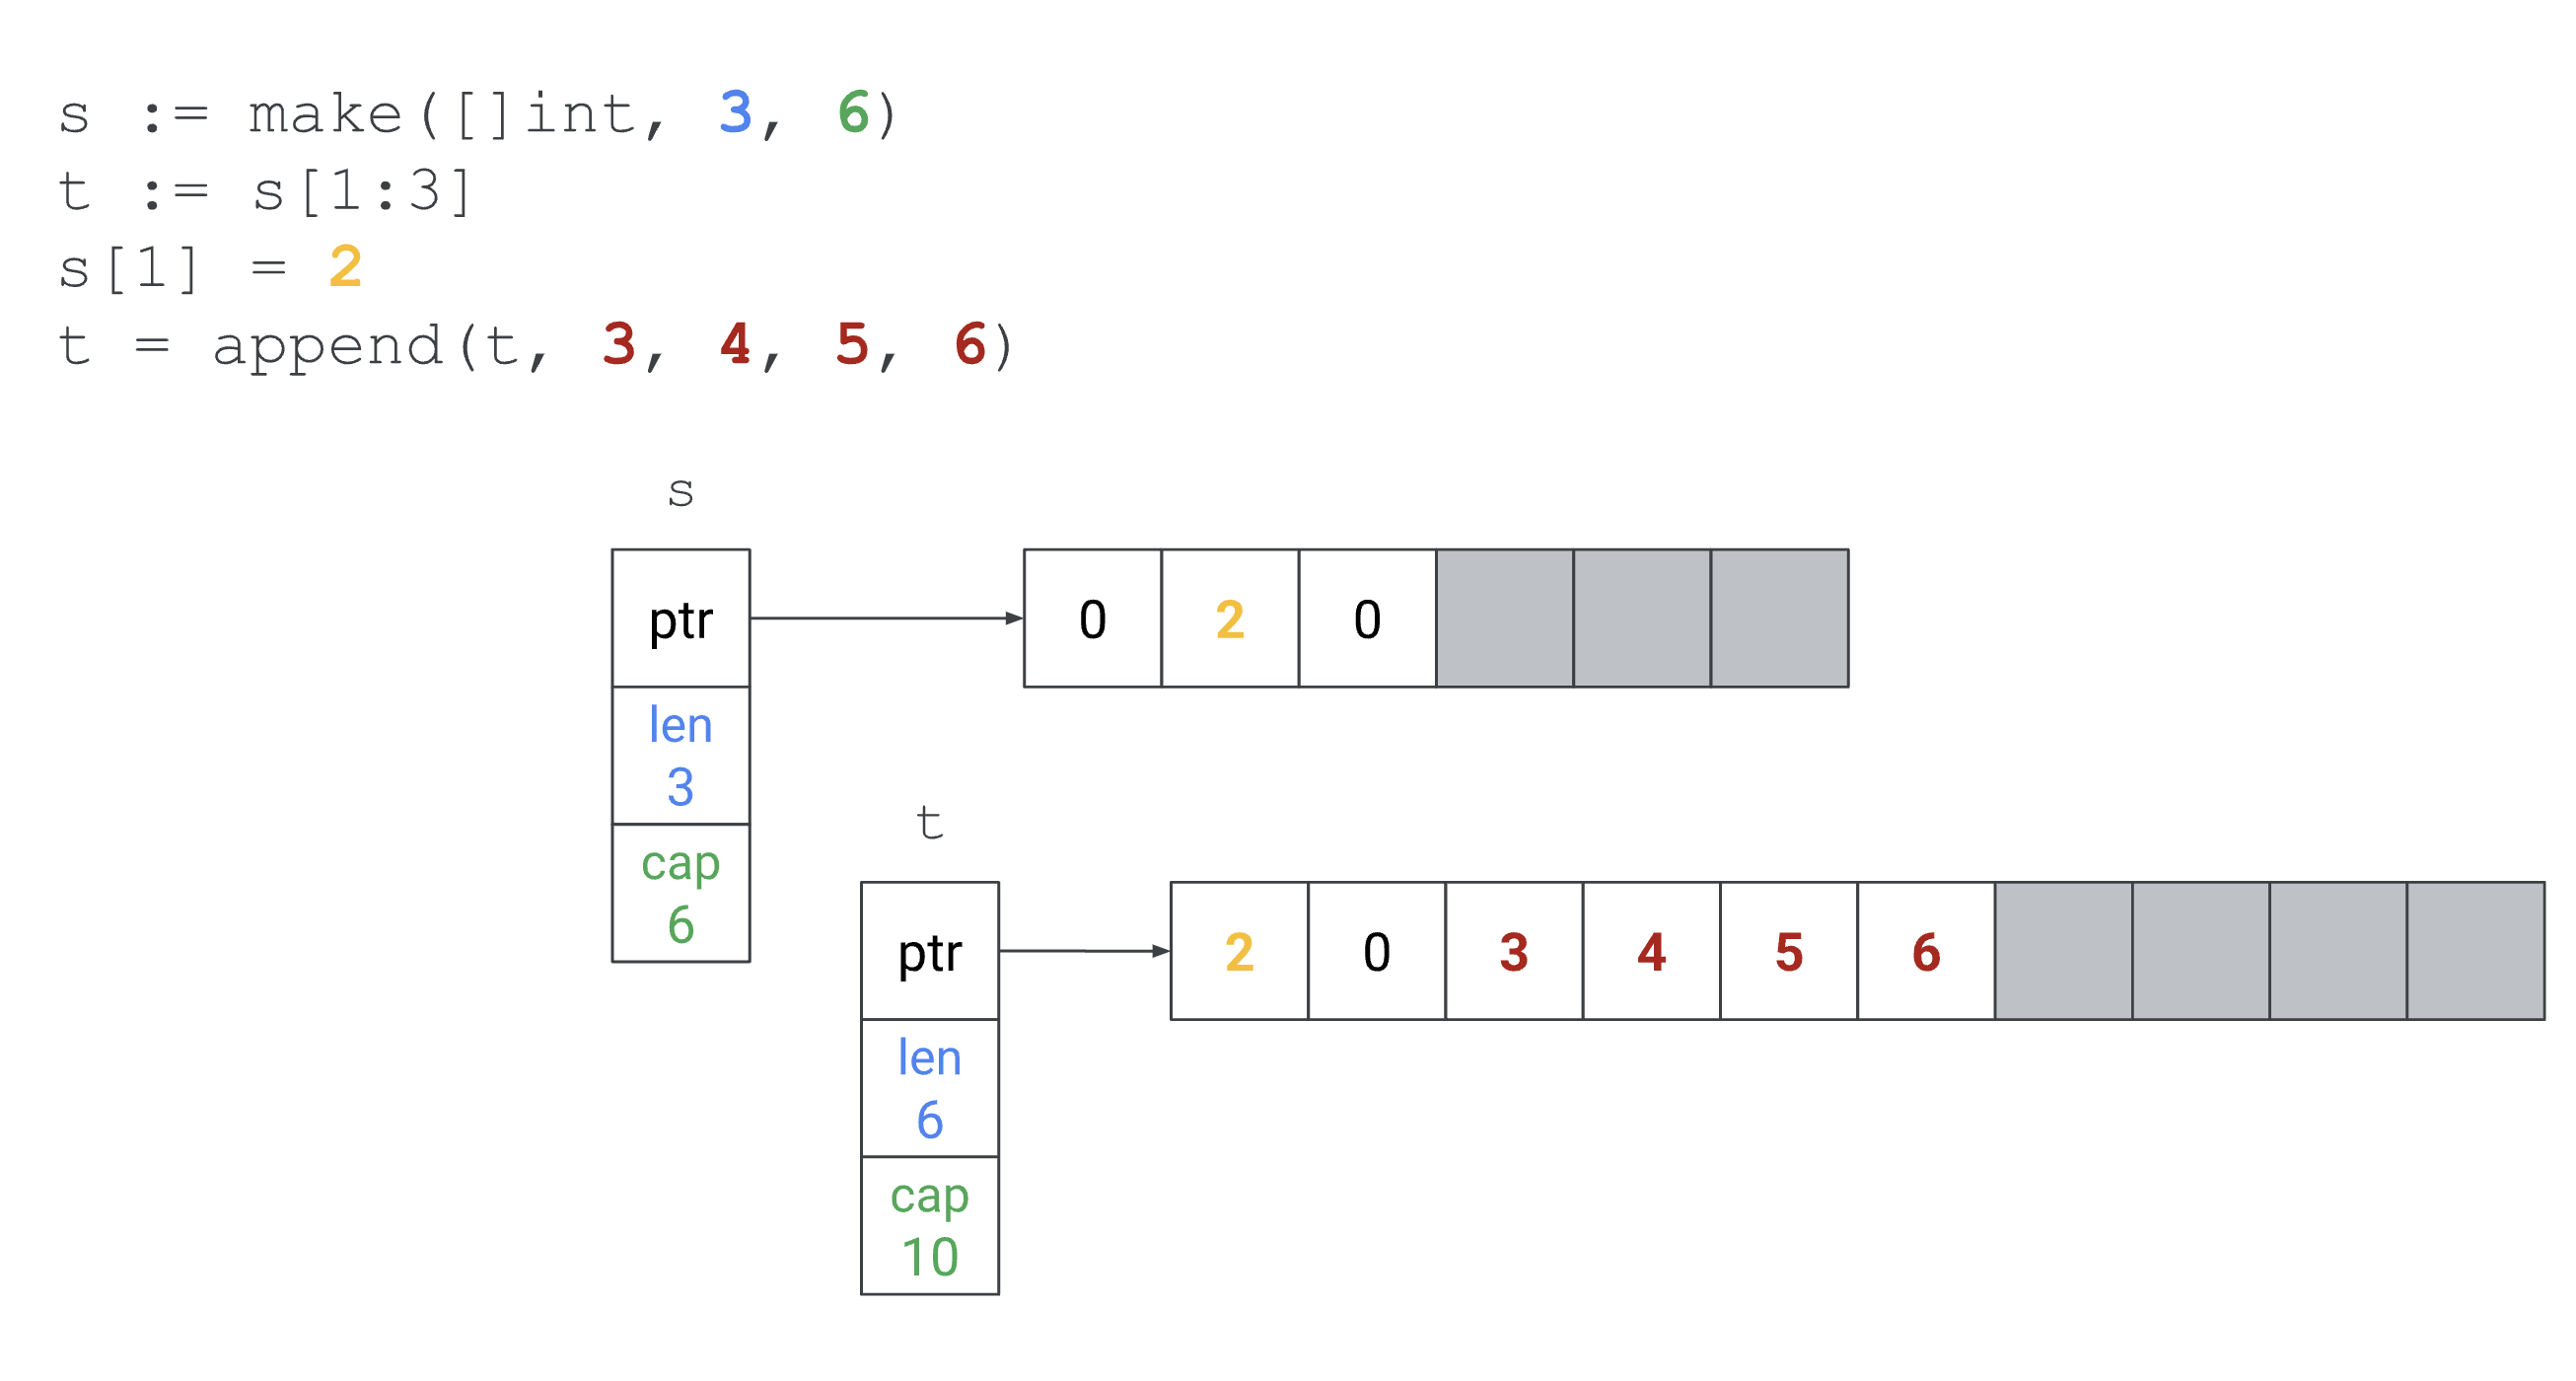 s := make([]int, 3, 6)
t := s[1:3]
s[1] = 2
t = append(t, 3, 4, 5, 6)
s
ptr
0 2 0
len
3
cap
6
t
ptr
2 0 3 4 5 6
len
6
cap
10